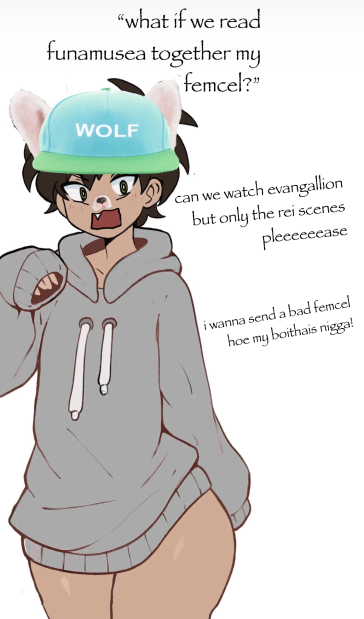 “what if we read
funamusea together my
femcel?”
WOLF
can we watch evangallion
but only the rei scenes
pleeeeeease
i wanna send a bad femcel
hoe my boithais nigga!